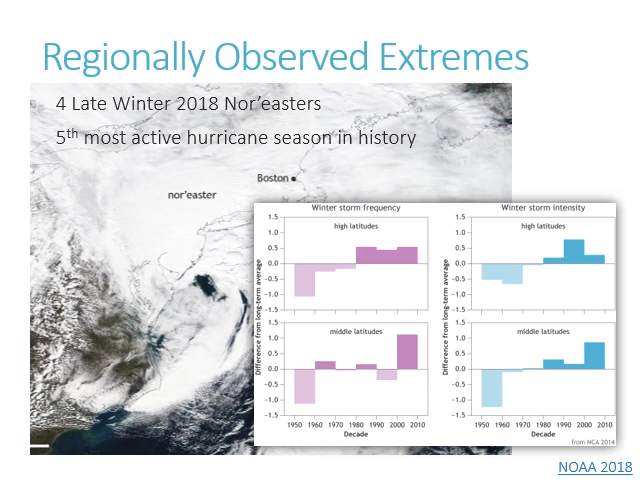 Regionally Observed Extremes
4 Late Winter 2018 Nor’easters
5th most active hurricane season in history
Boston
nor’easter
Winter storm frequency
Winter storm intensity
high latitudes
high latitudes
1.5
1.0
0.5
0.0
-0.5
-1.0
-1.5
1.5
1.0
0.5
0.0
-0.5
-1.0
-1.5
Difference from long-term average
Difference from long-term average
middle latitudes
middle latitudes
1.5
1.0
0.5
0.0
-0.5
-1.0
-1.5
1.5
1.0
0.5
0.0
-0.5
-1.0
-1.5
1950 1960 1970 1980 1990 2000 2010
1950 1960 1970 1980 1990 2000 2010
Decade
Decade
from NCA 2014
NOAA 2018